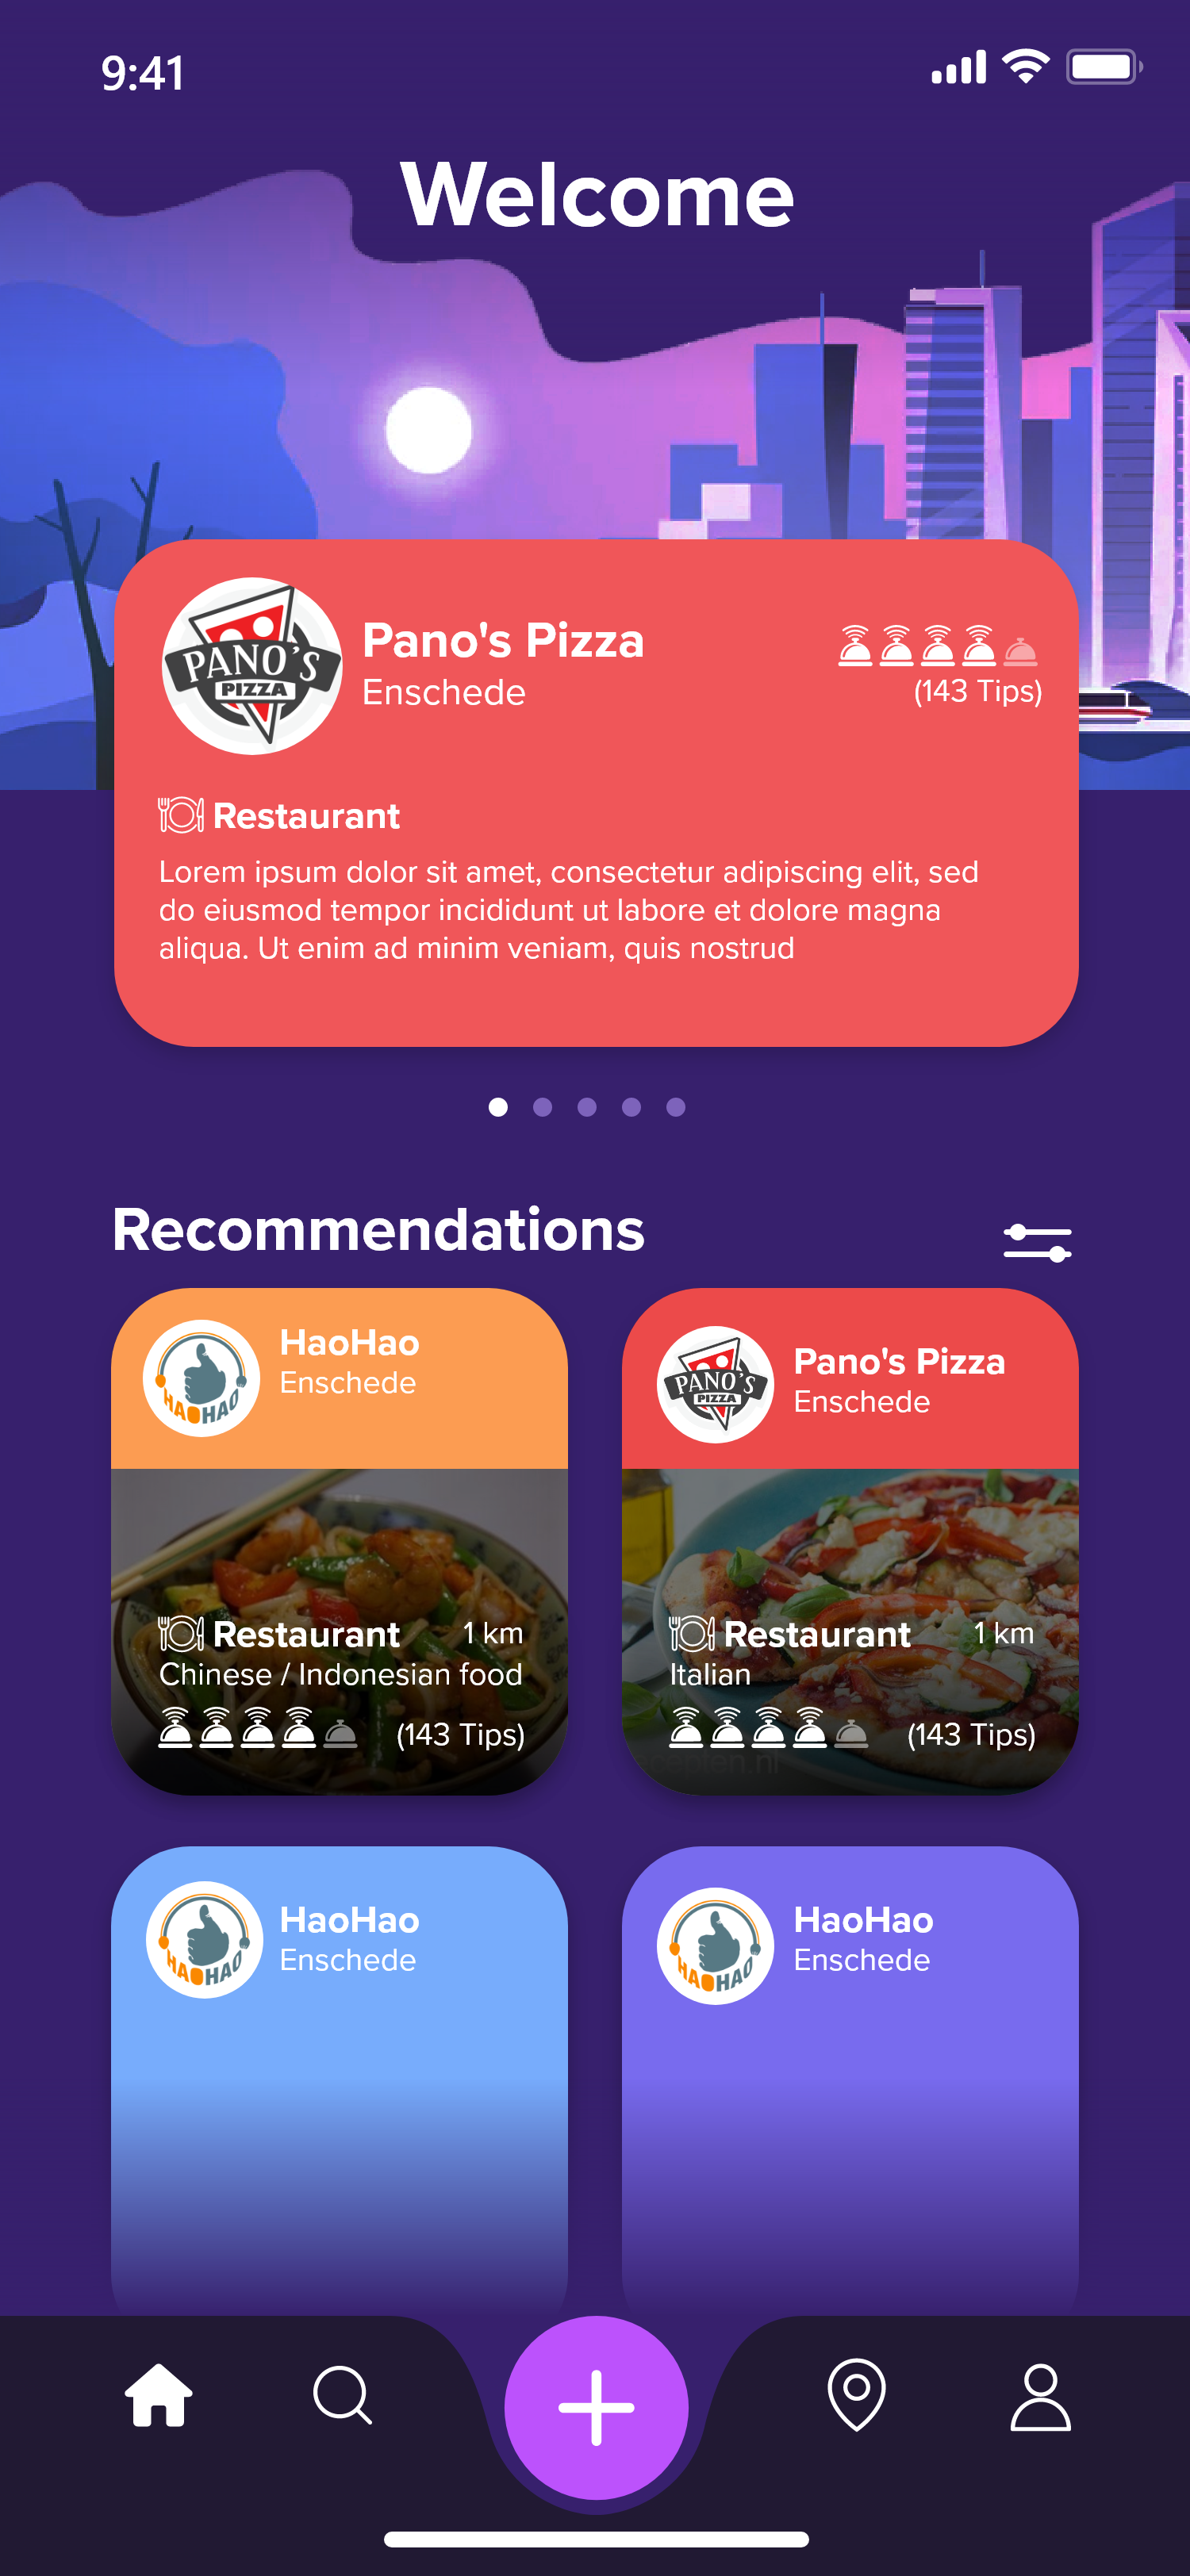 9:41
Welcome
PANO'S
PIZZA
Pano's Pizza
Enschede
(143 Tips)
Restaurant
Lorem ipsum dolor sit amet, consectetur adipiscing elit, sed
do eiusmod tempor incididunt ut labore et dolore magna
aliqua. Ut enim ad minim veniam, quis nostrud
Recommendations
HAOHAO
HaoHao
Enschede
PANO'S
PIZZA
Pano's Pizza
Enschede
Restaurant 1 km
Chinese / Indonesian food
(143 Tips)
Restaurant 1 km
Italian
(143 Tips)
HAOHAO
HaoHao
Enschede
HAOHAO
HaoHao
Enschede